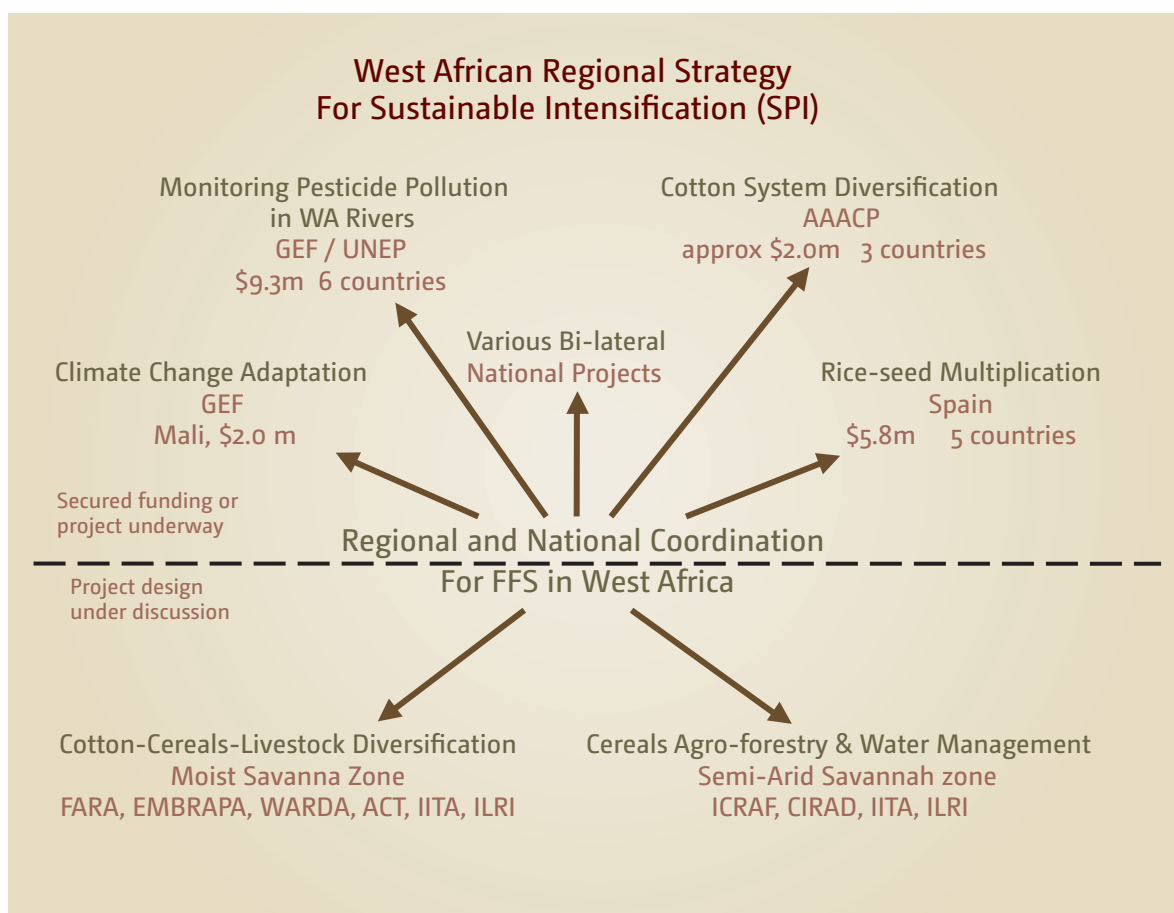 West African Regional Strategy
For Sustainable Intensification (SPI)
Monitoring Pesticide Pollution
in WA Rivers
GEF / UNEP
$9.3m 6 countries
Cotton System Diversification
AAACP
approx $2.0m 3 countries
Various Bi-lateral
National Projects
Climate Change Adaptation
GEF
Mali, $2.0 m
Rice-seed Multiplication
Spain
$5.8m 5 countries
Secured funding or
project underway
Regional and National Coordination
For FFS in West Africa
Project design
under discussion
Cotton-Cereals-Livestock Diversification
Moist Savanna Zone
FARA, EMBRAPA, WARDA, ACT, IITA, ILRI
Cereals Agro-forestry & Water Management
Semi-Arid Savannah zone
ICRAF, CIRAD, IITA, ILRI